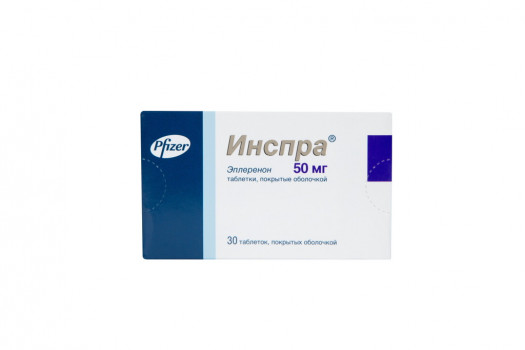 Pfizer
Инспра®
Эплеренон 50 мг
таблетки, покрытые оболочкой
30 таблеток, покрытых оболочкой